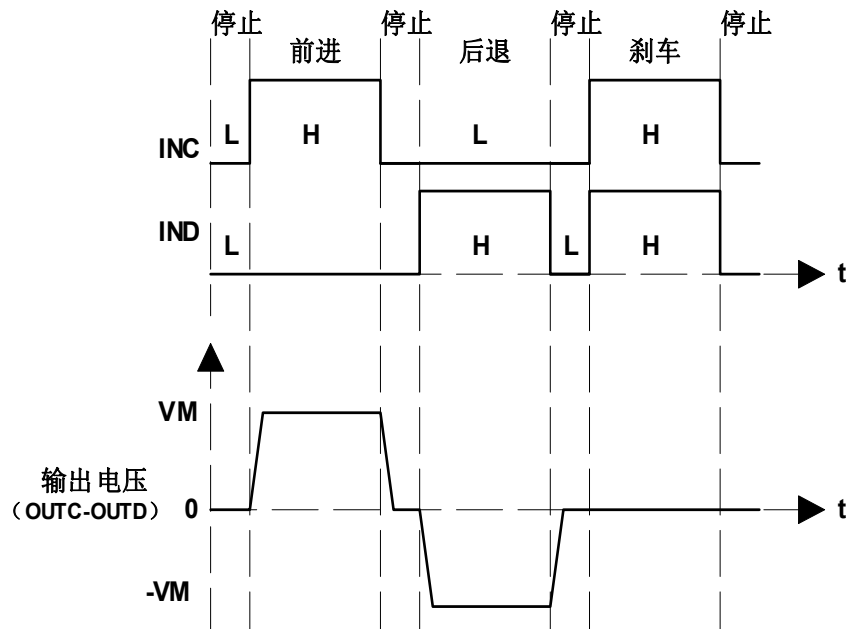 停止 停止 停止 停止
前进 后退 刹车
INC L H L H
IND L H L H
t
VM
输出电压
（OUTC-OUTD） 0 t
-VM